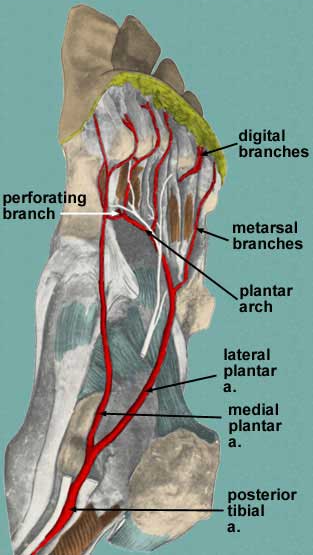 digital
branches
perforating
branch
metarsal
branches
plantar
arch
lateral
plantar
a.
medial
plantar
a.
posterior
tibial
a.